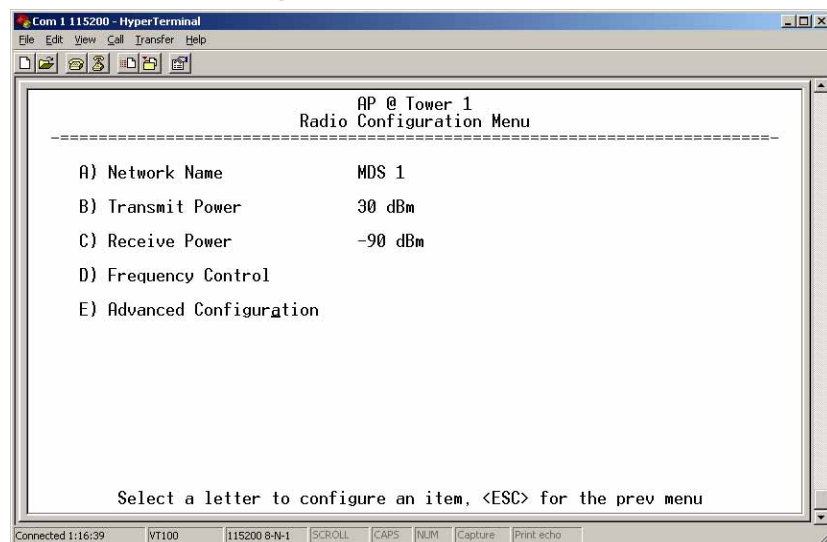 Com 1 115200 - HyperTerminal
File Edit View Call Transfer Help
AP @ Tower 1
Radio Configuration Menu
-==========================================================================-
A) Network Name MDS 1
B) Transmit Power 30 dBm
C) Receive Power -90 dBm
D) Frequency Control
E) Advanced Configuration
Select a letter to configure an item, <ESC> for the prev menu
Connected 1:16:39 VT100 115200 8-N-1 SCROLL CAPS NUM Capture Print echo